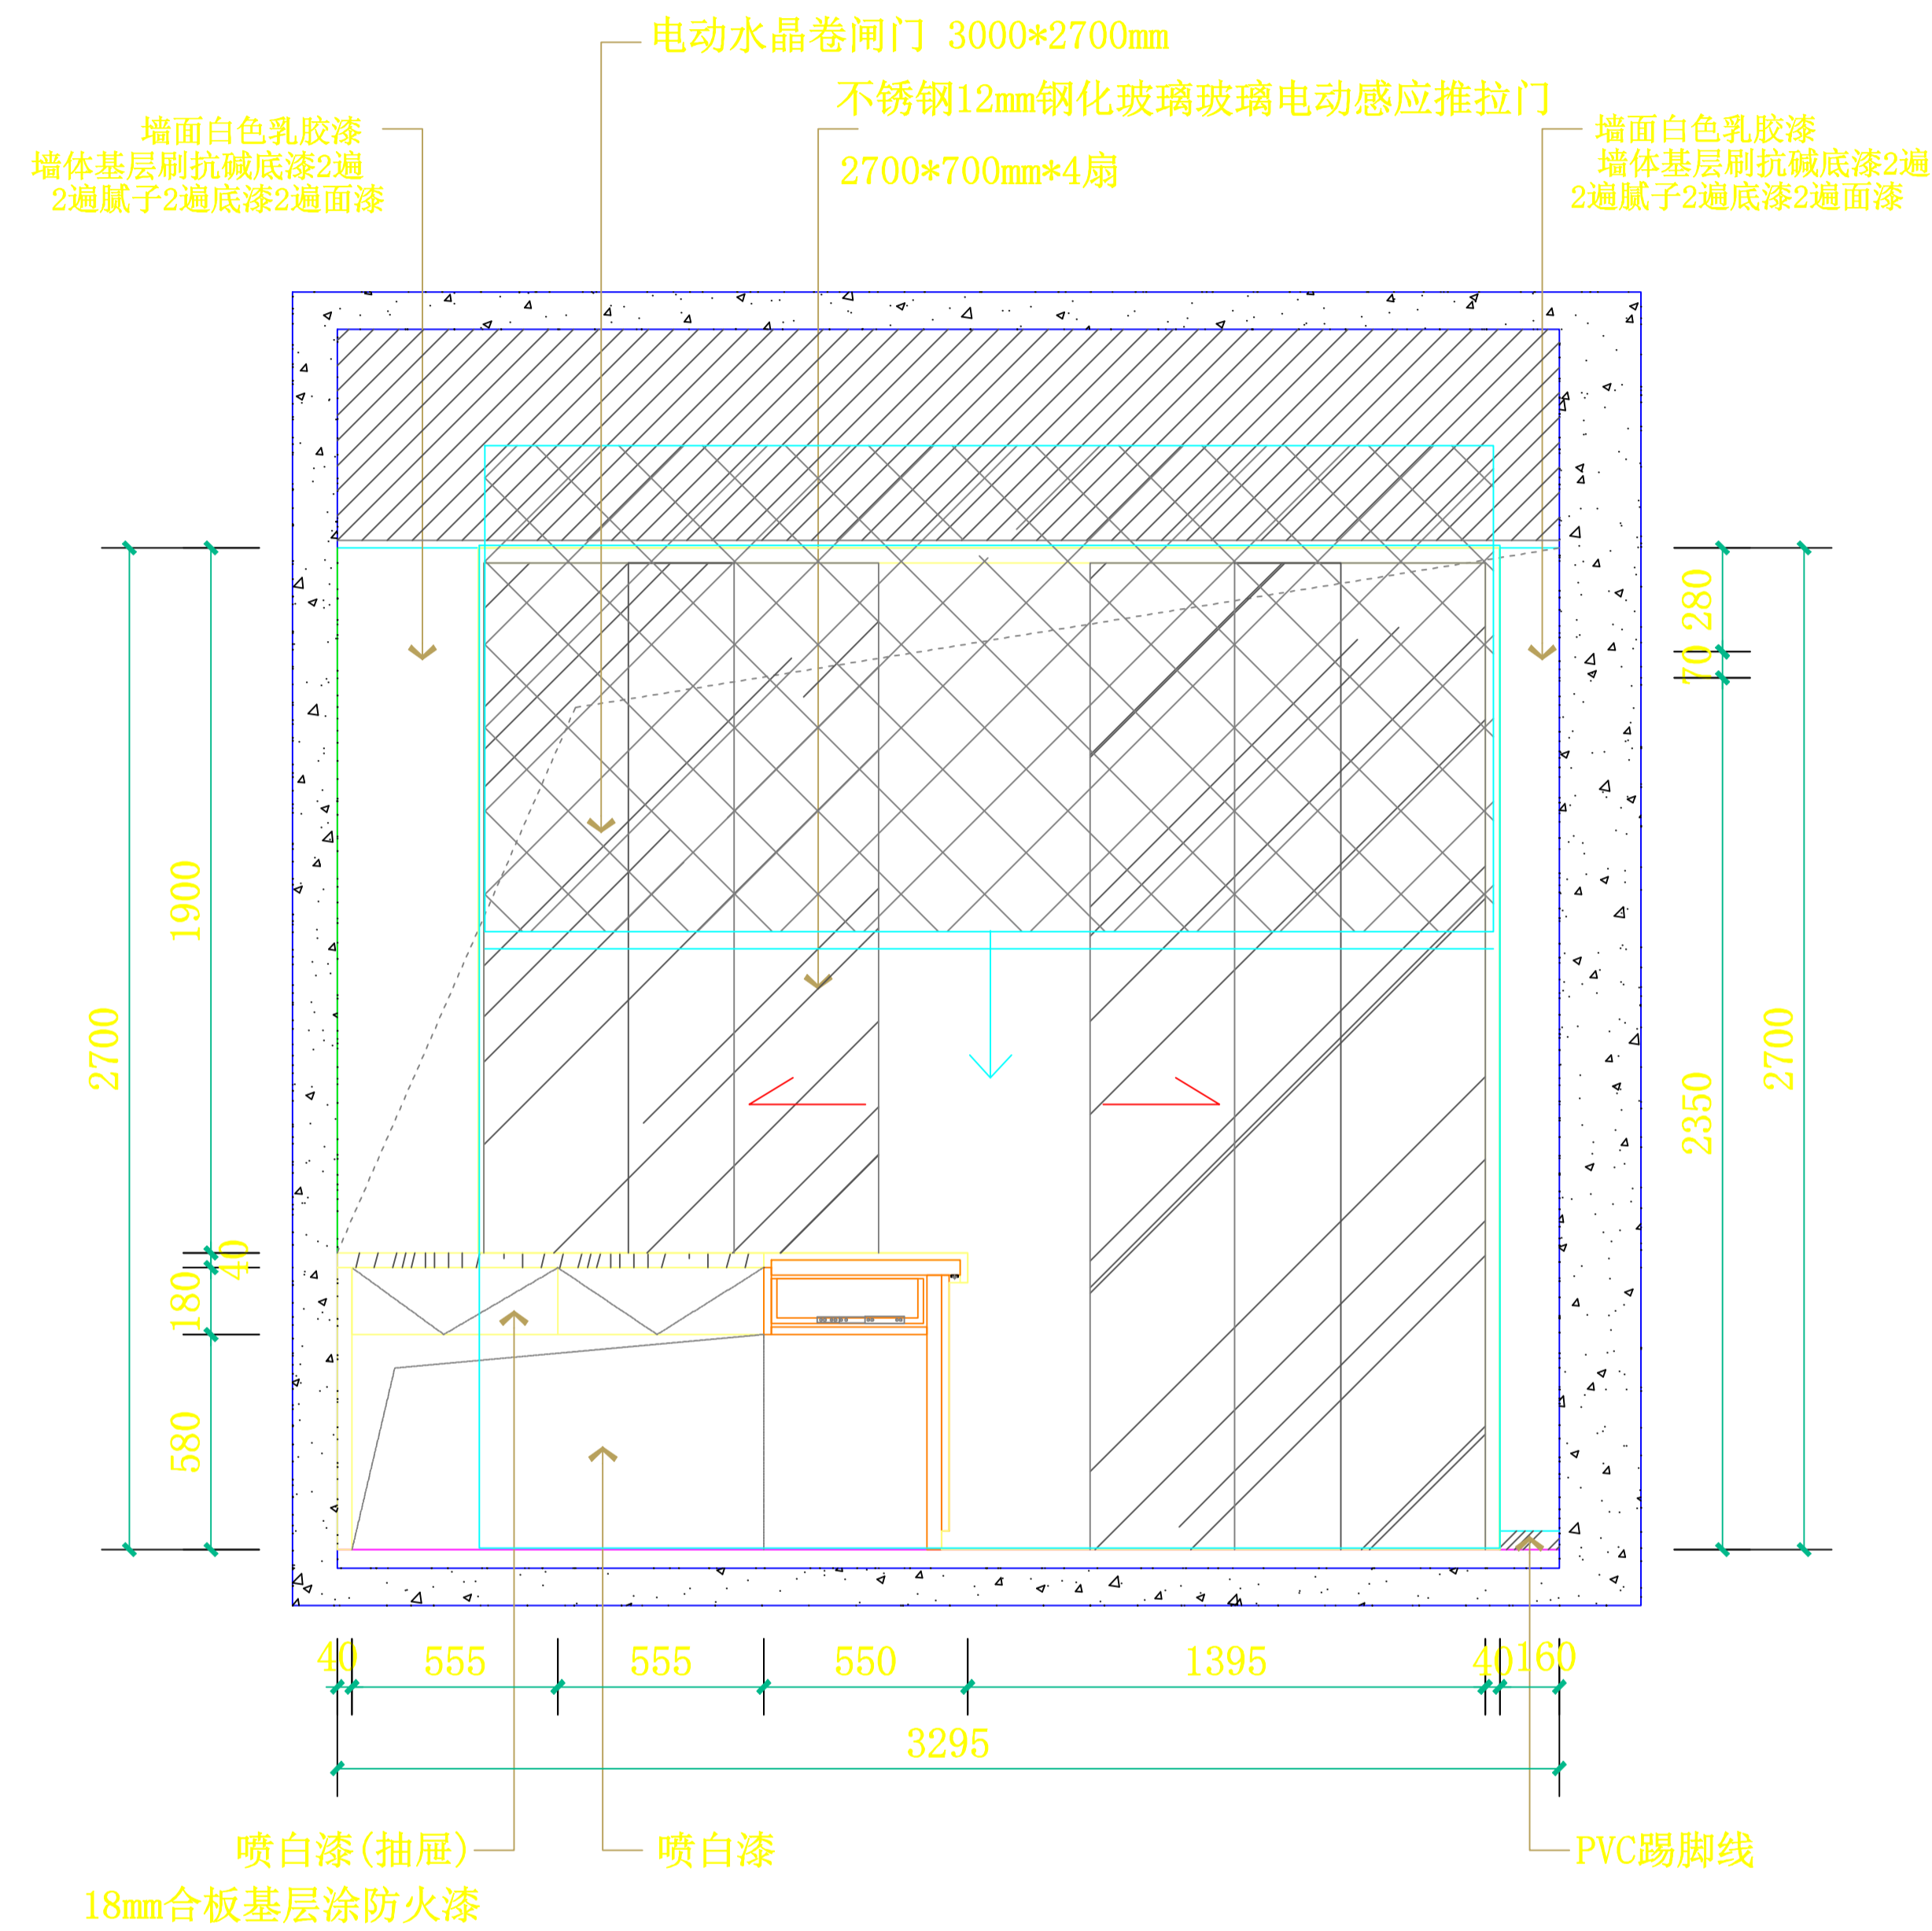 电动水晶卷闸门 3000*2700mm
不锈钢12mm钢化玻璃玻璃电动感应推拉门
2700*700mm*4扇
墙面白色乳胶漆
墙体基层刷抗碱底漆2遍
2遍腻子2遍底漆2遍面漆
墙面白色乳胶漆
墙体基层刷抗碱底漆2遍
2遍腻子2遍底漆2遍面漆
2700
1900
40
180
580
280
70
2350
2700
40
555
555
550
1395
40
160
3295
喷白漆(抽屉)
18mm合板基层涂防火漆
喷白漆
PVC踢脚线